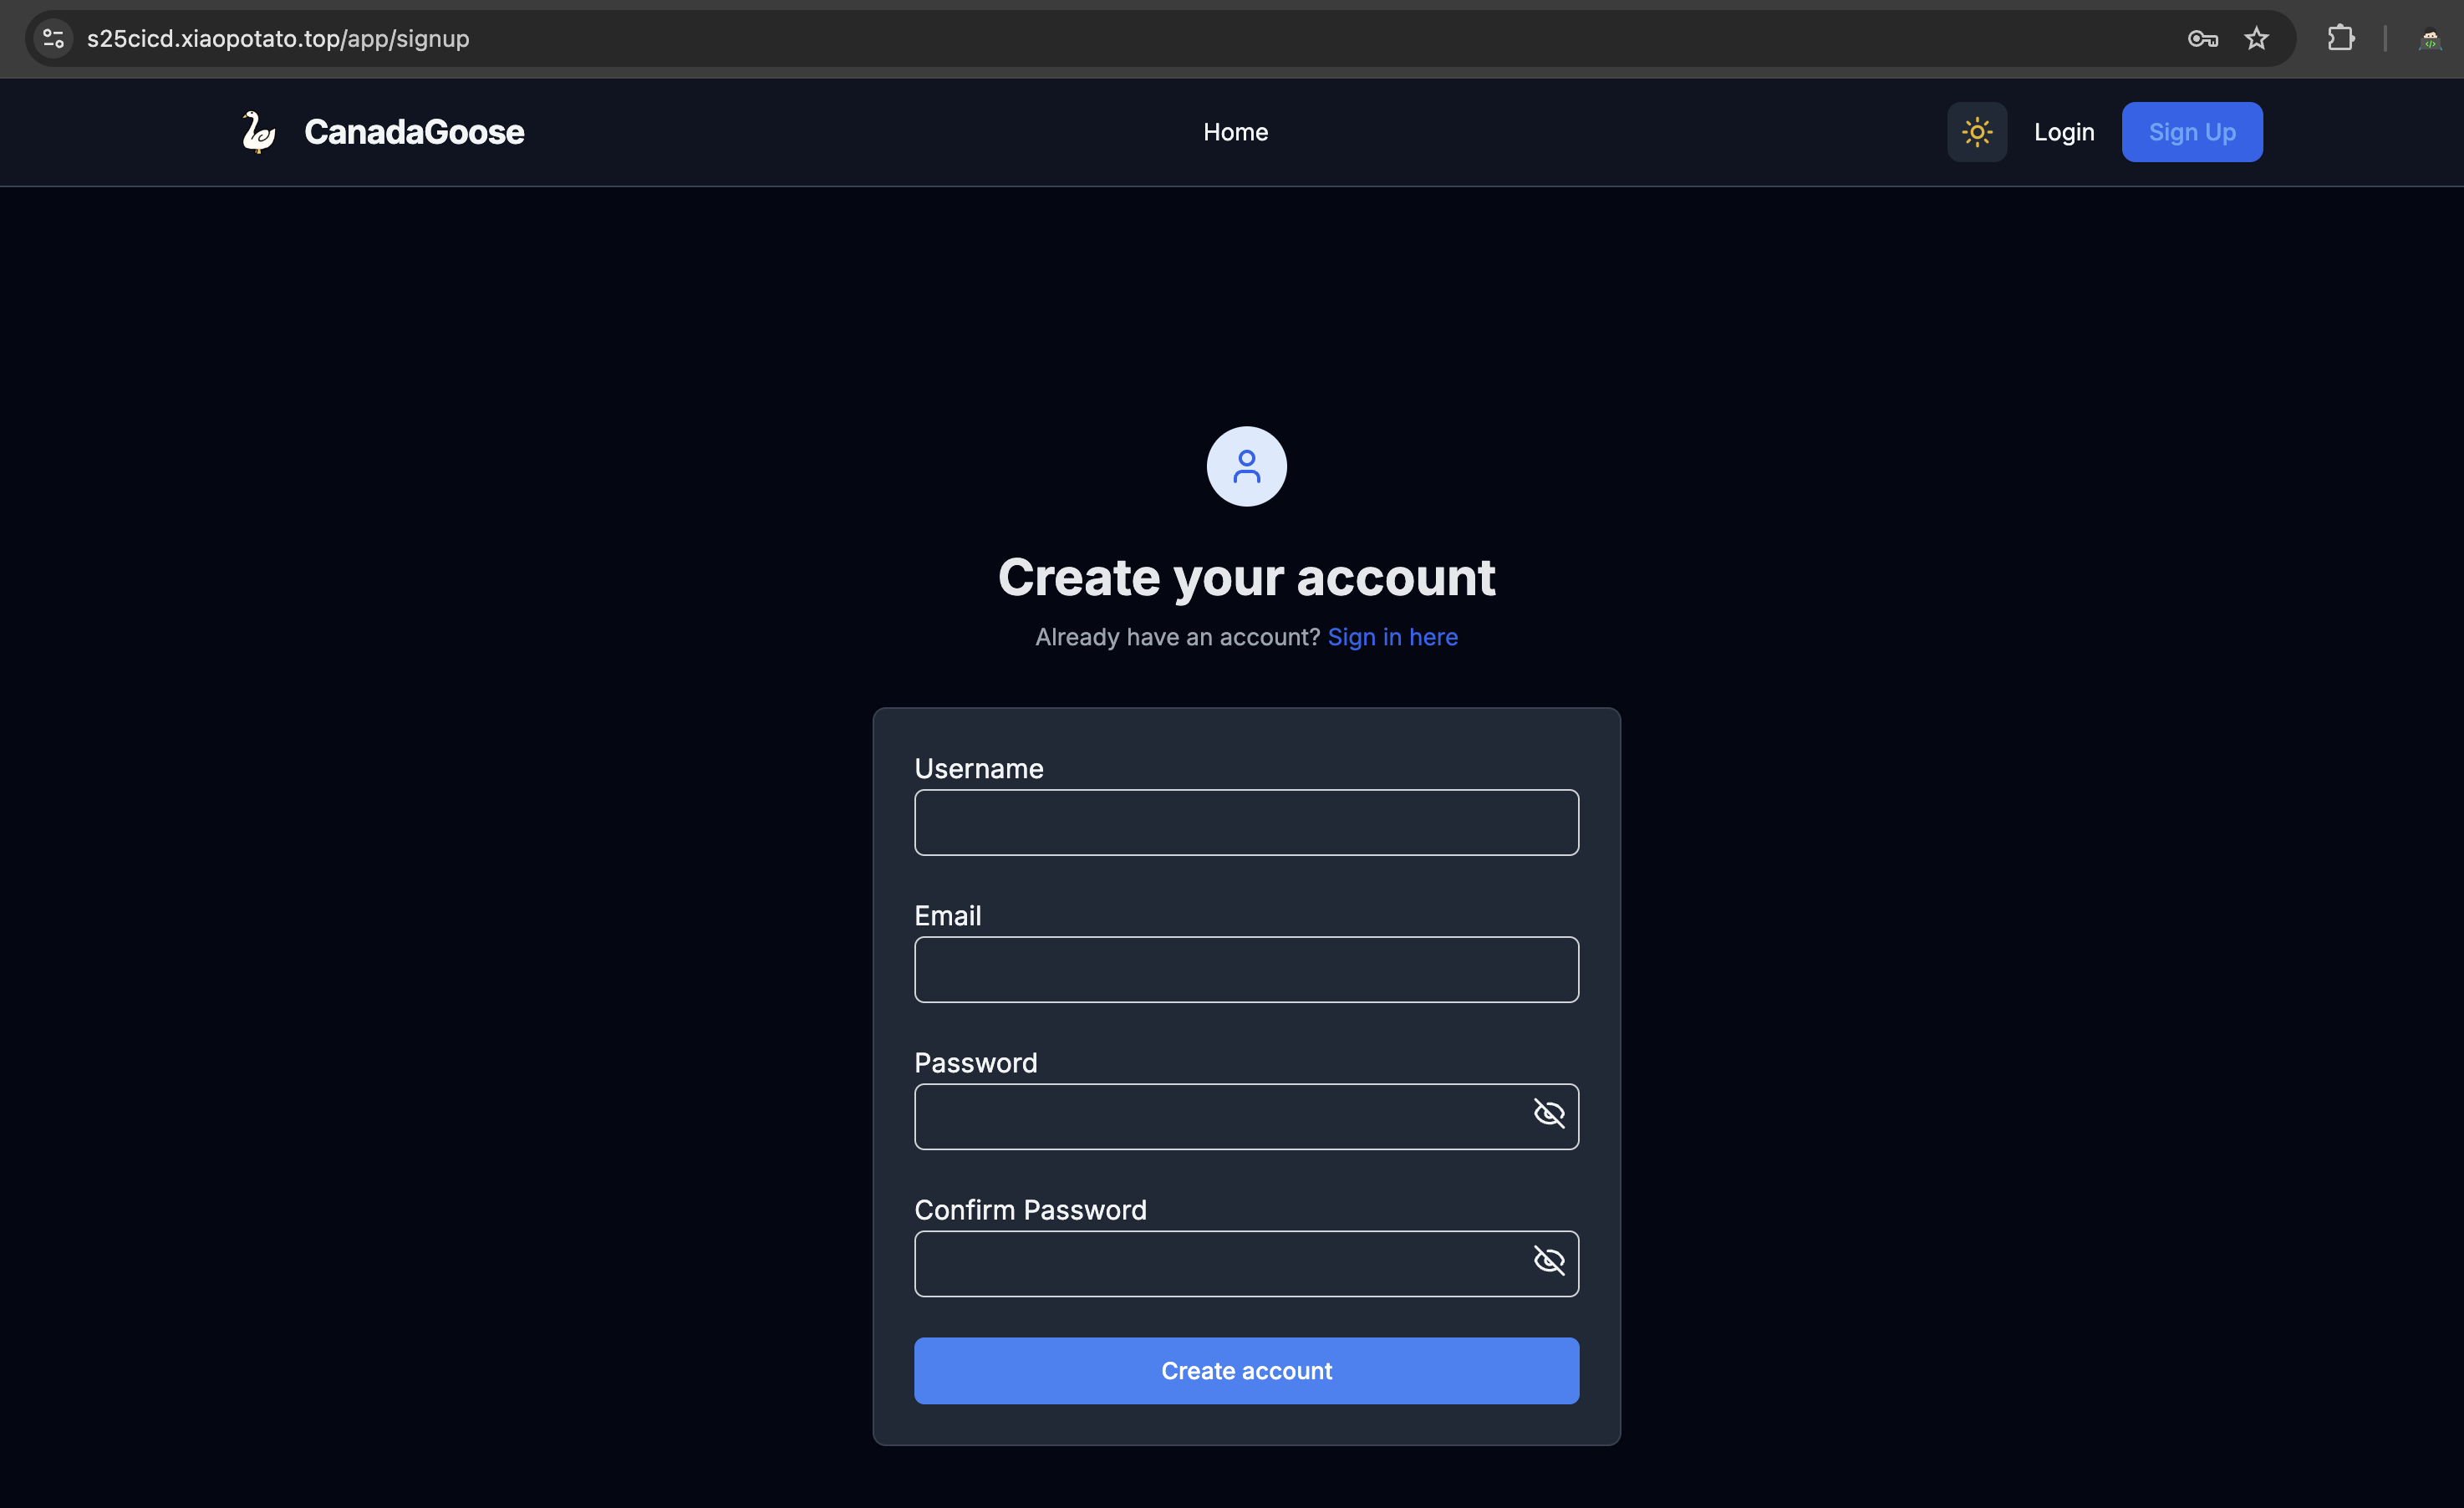 s25cicd.xiaopotato.top/app/signup
CanadaGoose
Home
Login
Sign Up
Create your account
Already have an account? Sign in here
Username
Email
Password
Confirm Password
Create account